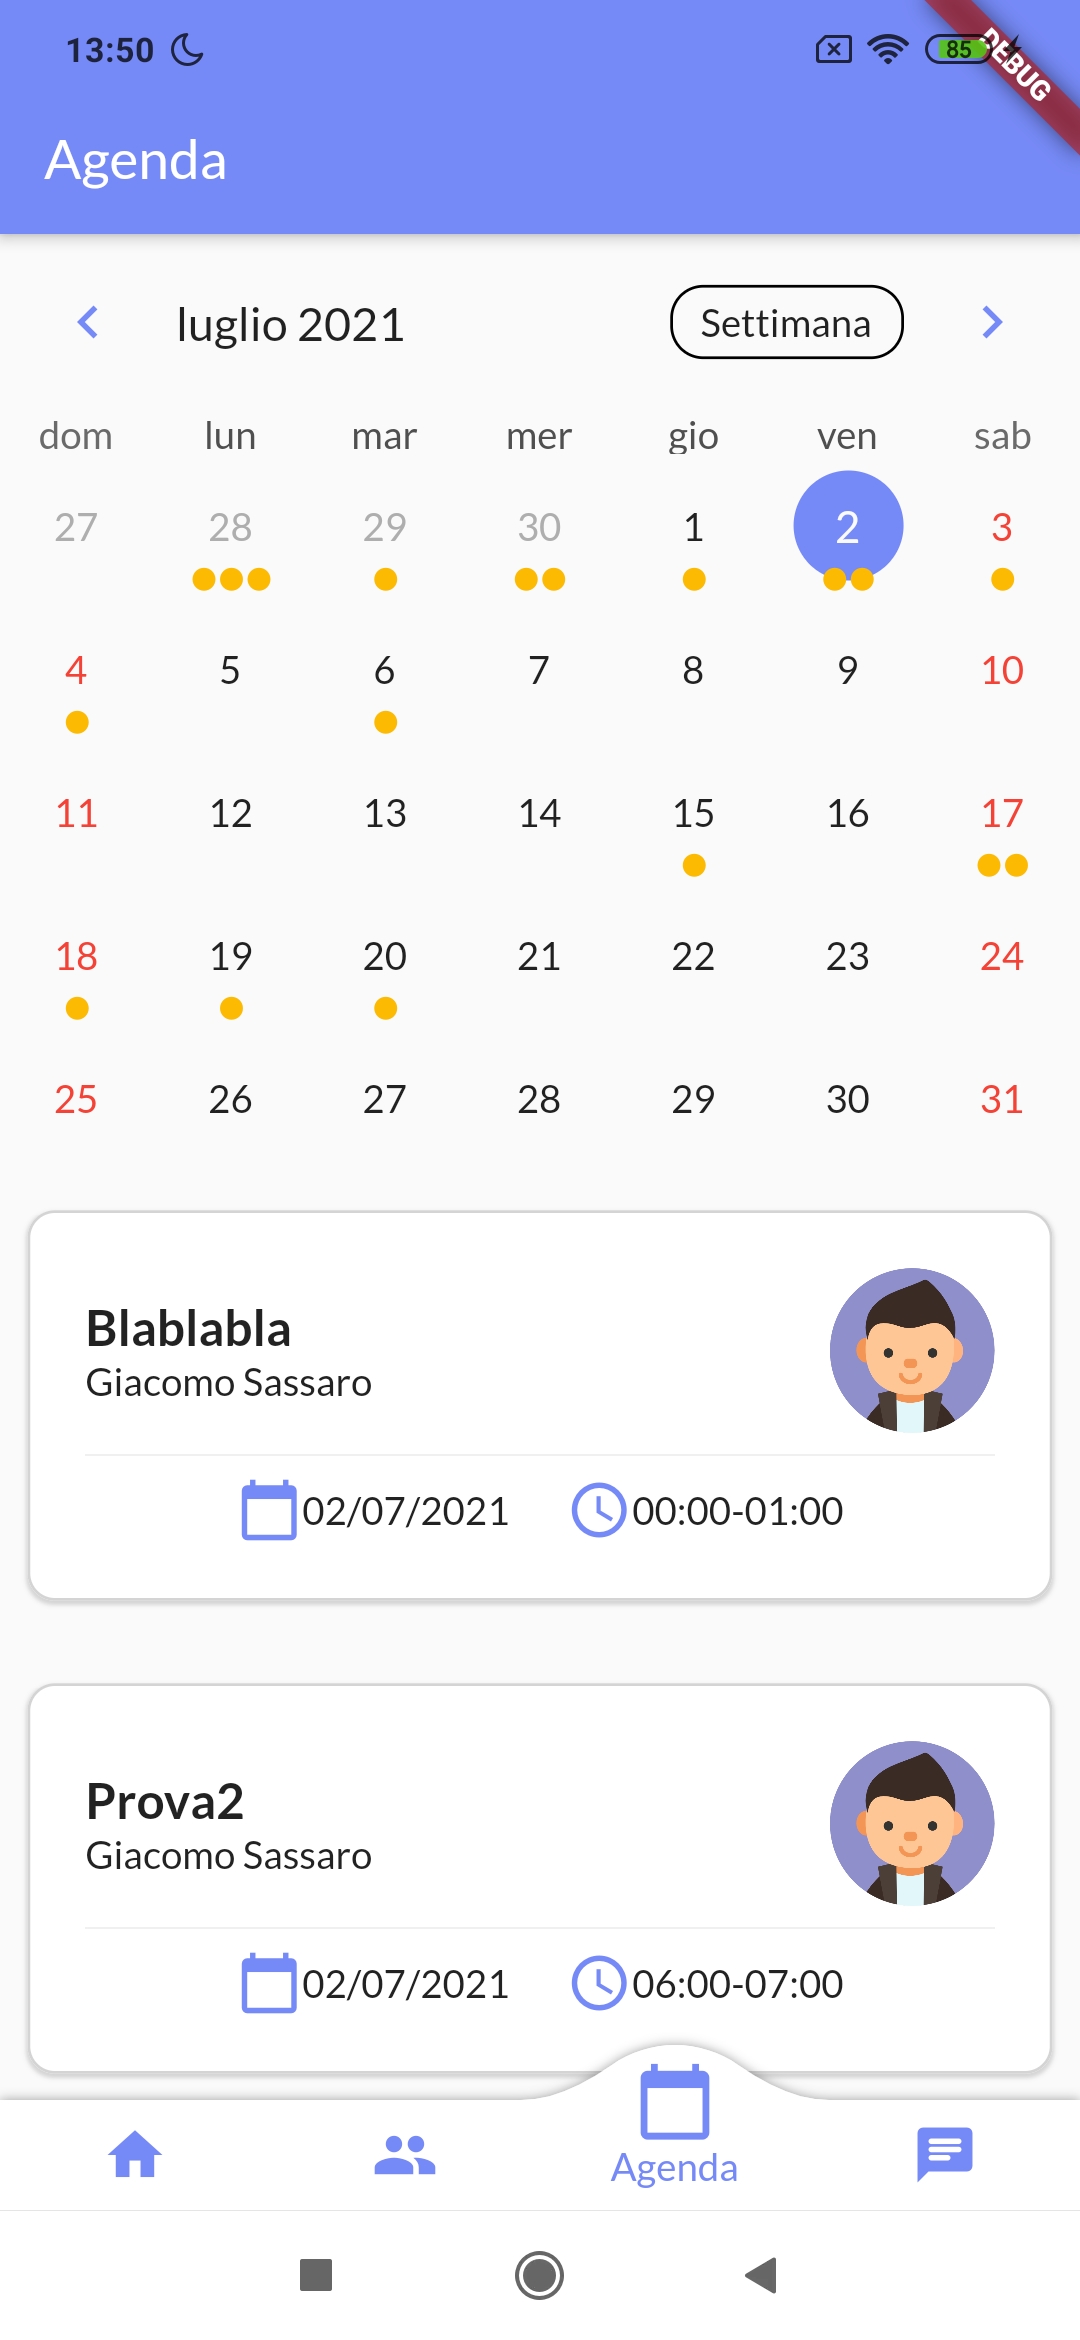 13:50
85
DEBUG
Agenda
luglio 2021
Settimana
dom lun mar mer gio ven sab
27 28 29 30 1 2 3
4 5 6 7 8 9 10
11 12 13 14 15 16 17
18 19 20 21 22 23 24
25 26 27 28 29 30 31
Blablabla
Giacomo Sassaro
02/07/2021 00:00-01:00
Prova2
Giacomo Sassaro
02/07/2021 06:00-07:00
Agenda